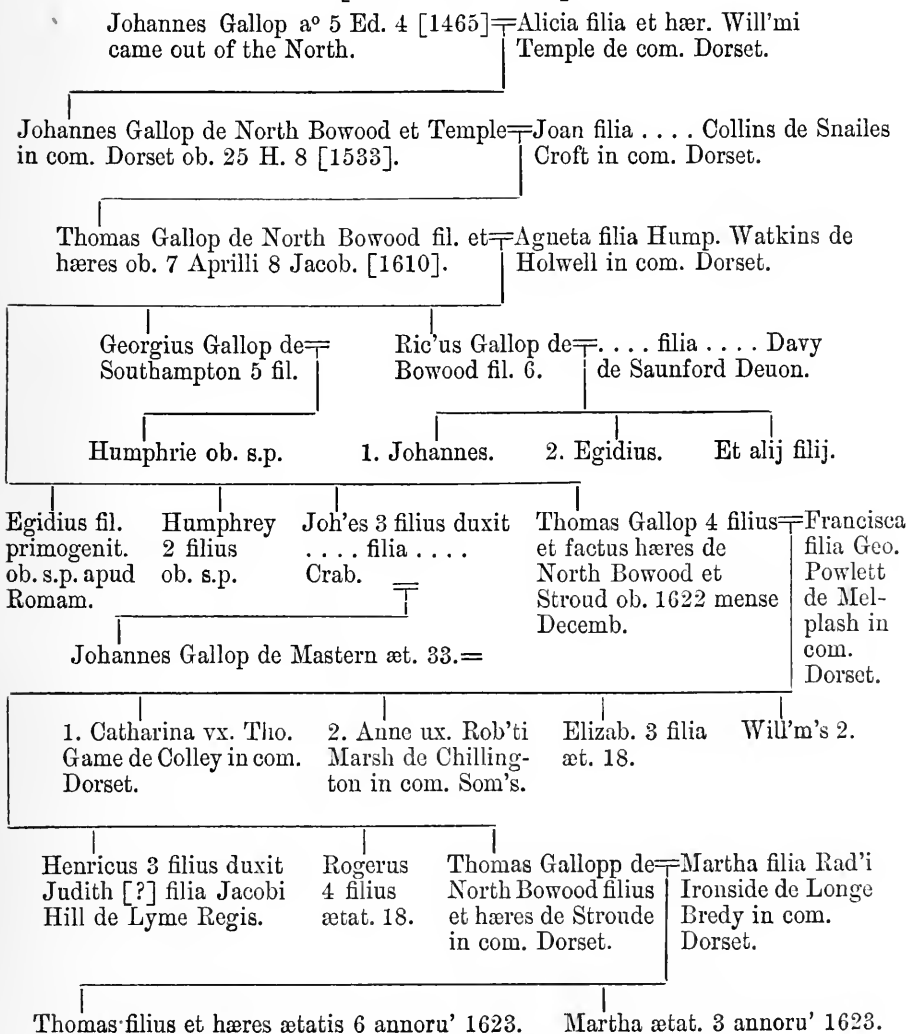 Johannes Gallop aº 5 Ed. 4 [1465]=Alicia filia et hær. Will'mi
came out of the North. Temple de com. Dorset.
Johannes Gallop de North Bowood et Temple=Joan filia . . . . Collins de Snailes
in com. Dorset ob. 25 H. 8 [1533]. Croft in com. Dorset.
Thomas Gallop de North Bowood fil. et=Agneta filia Hump. Watkins de
hæres ob. 7 Aprilli 8 Jacob. [1610]. Holwell in com. Dorset.
Georgius Gallop de=
Southampton 5 fil.
Ric'us Gallop de=. . . . filia . . . . Davy
Bowood fil. 6. de Saunford Deuon.
Humphrie ob. s.p. 1. Johannes. 2. Egidius. Et alij filij.
Egidius fil.
primogenit.
ob. s.p. apud
Romam.
Humphrey
2 filius
ob. s.p.
Joh'es 3 filius duxit
. . . . filia . . . .
Crab.
Thomas Gallop 4 filius=
et factus hæres de
North Bowood et
Stroud ob. 1622 mense
Decemb.
Francisca
filia Geo.
Powlett
de Mel-
plash in
com.
Dorset.
Johannes Gallop de Mastern æt. 33.=
1. Catharina vx. Tho.
Game de Colley in com.
Dorset.
2. Anne ux. Rob'ti
Marsh de Chilling-
ton in com. Som's.
Elizab. 3 filia
æt. 18.
Will'm's 2.
Henricus 3 filius duxit
Judith [?] filia Jacobi
Hill de Lyme Regis.
Rogerus
4 filius
ætat. 18.
Thomas Gallopp de=
North Bowood filius
et hæres de Stroude
in com. Dorset.
Martha filia Rad'i
Ironside de Longe
Bredy in com.
Dorset.
Thomas filius et hæres ætatis 6 annoru' 1623. Martha ætat. 3 annoru' 1623.